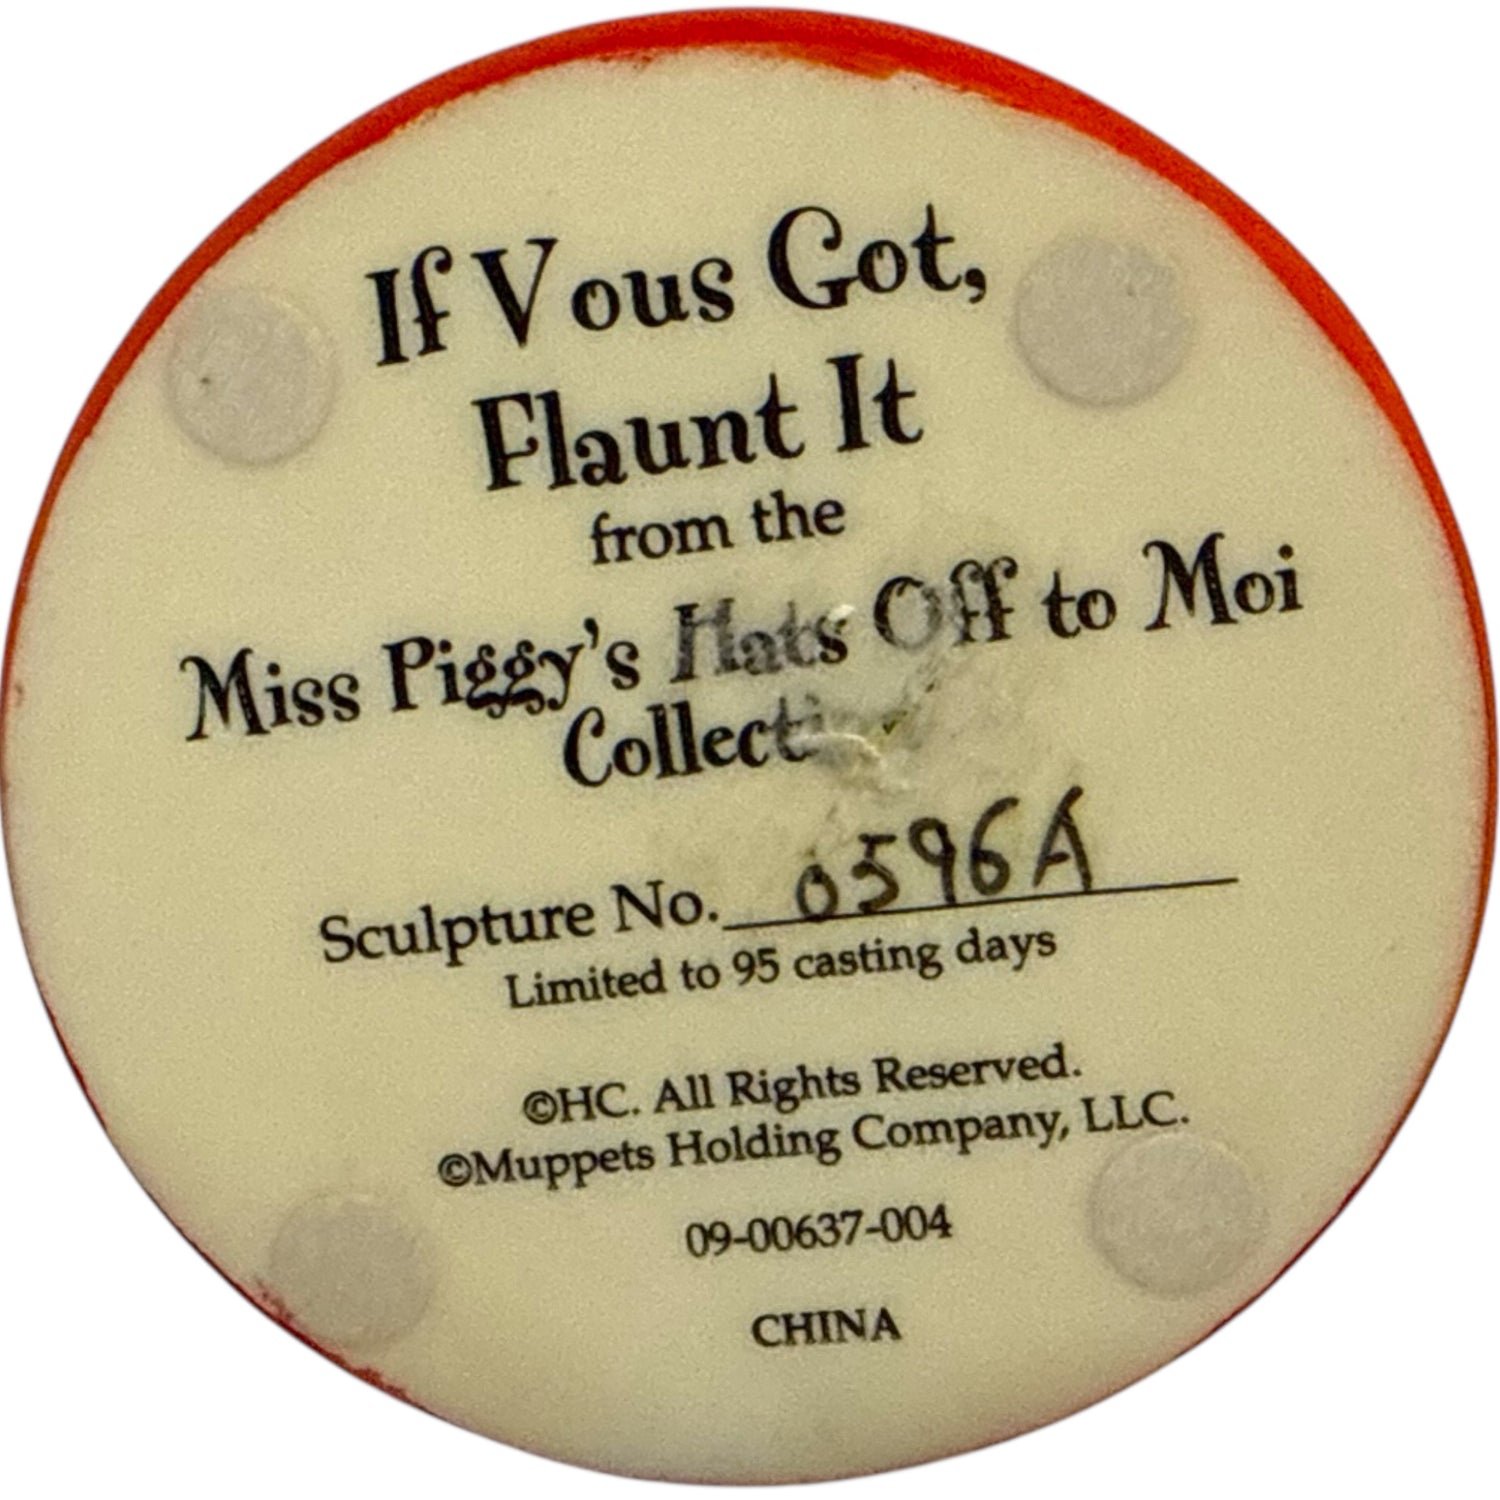 If Vous Got,
Flaunt It
from the
Miss Piggy's Hats Off to Moi
Collecti
Sculpture No. 0596A
Limited to 95 casting days
©HC. All Rights Reserved.
©Muppets Holding Company, LLC.
09-00637-004
CHINA